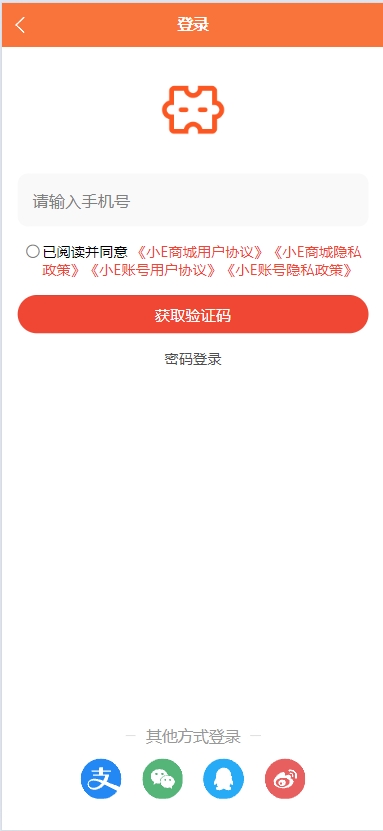 登录
请输入手机号
已阅读并同意 《小E商城用户协议》《小E商城隐私
政策》《小E账号用户协议》《小E账号隐私政策》
获取验证码
密码登录
其他方式登录
支